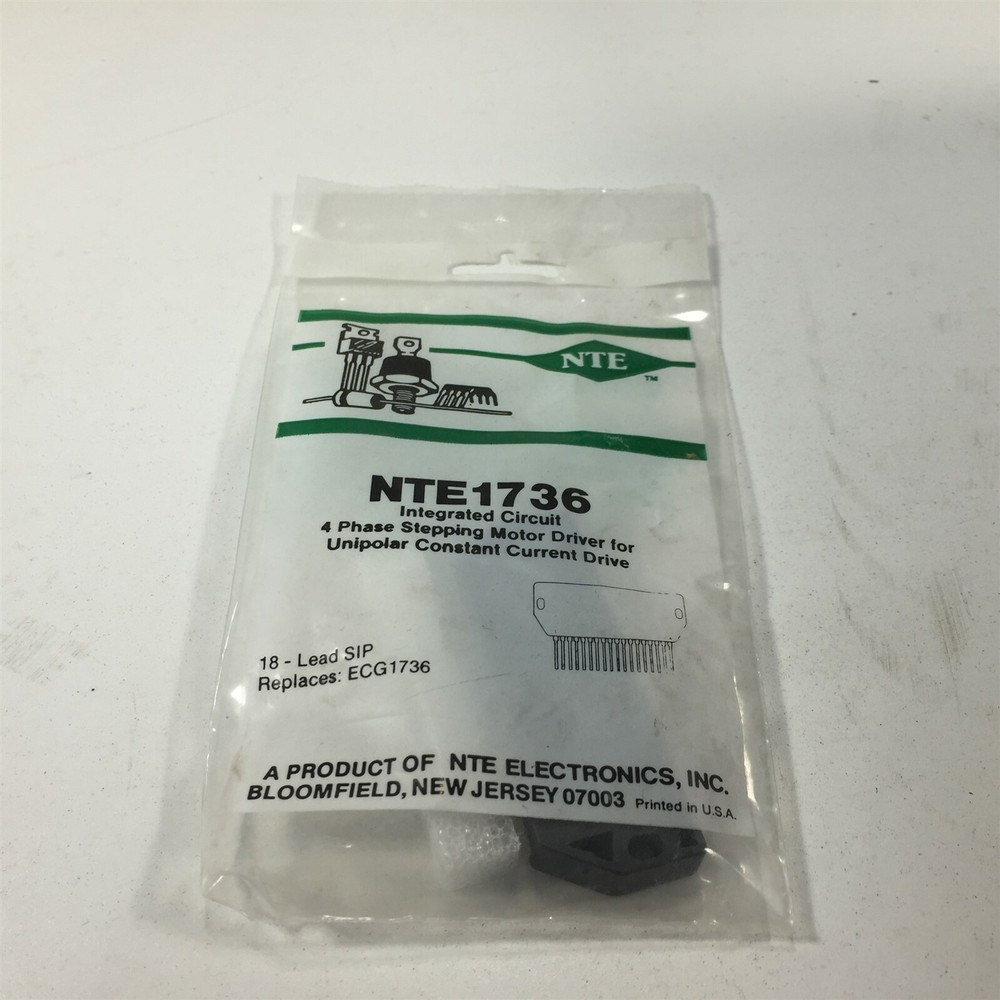 NTE
TM
NTE1736
Integrated Circuit
4 Phase Stepping Motor Driver for
Unipolar Constant Current Drive
18 - Lead SIP
Replaces: ECG1736
A PRODUCT OF NTE ELECTRONICS, INC.
BLOOMFIELD, NEW JERSEY 07003 Printed in U.S.A.